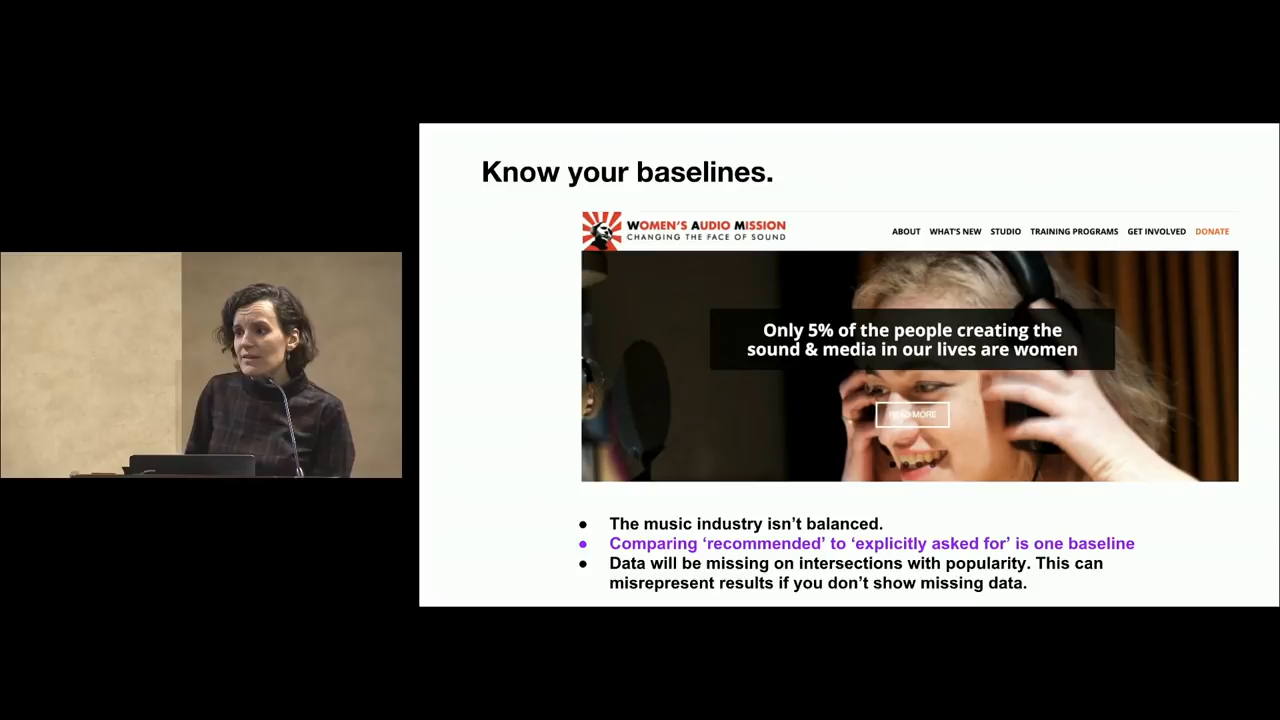 Know your baselines.
WOMEN'S AUDIO MISSION
CHANGING THE FACE OF SOUND
ABOUT WHAT'S NEW STUDIO TRAINING PROGRAMS GET INVOLVED DONATE
Only 5% of the people creating the
sound & media in our lives are women
READ MORE
● The music industry isn't balanced.
● Comparing ‘recommended’ to ‘explicitly asked for’ is one baseline
● Data will be missing on intersections with popularity. This can
misrepresent results if you don't show missing data.